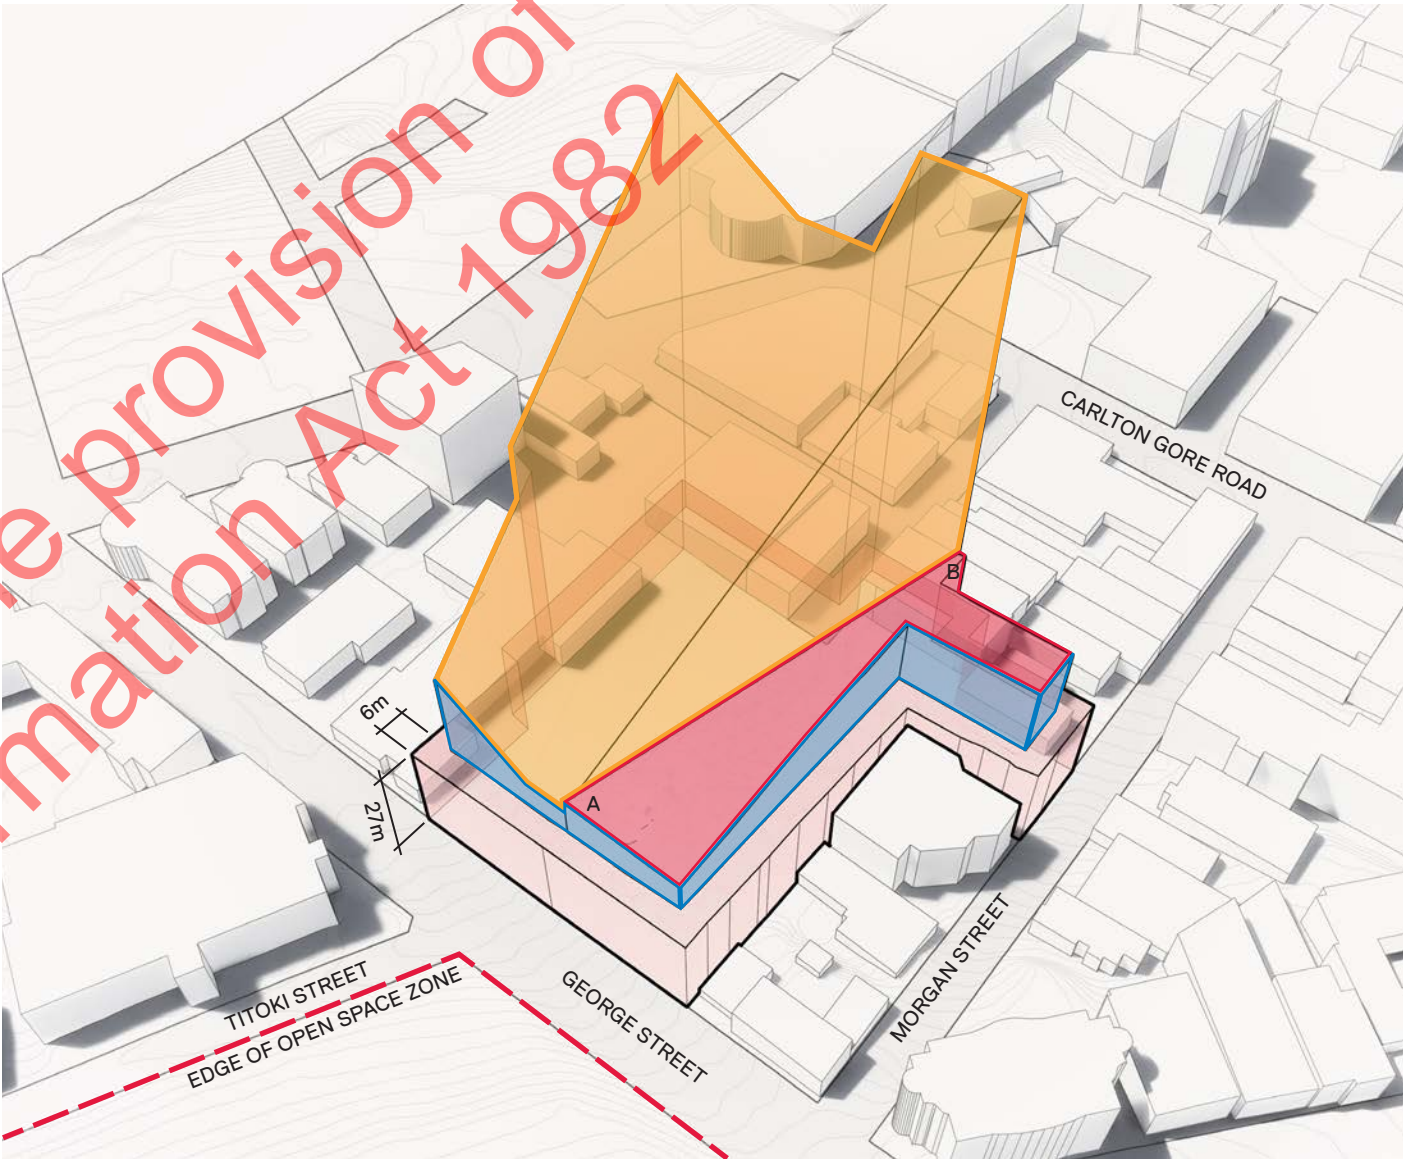 e provision of
mation Act 1982
CARLTON GORE ROAD
B
6m
A
27m
TITOKI STREET
EDGE OF OPEN SPACE ZONE
GEORGE STREET
MORGAN STREET